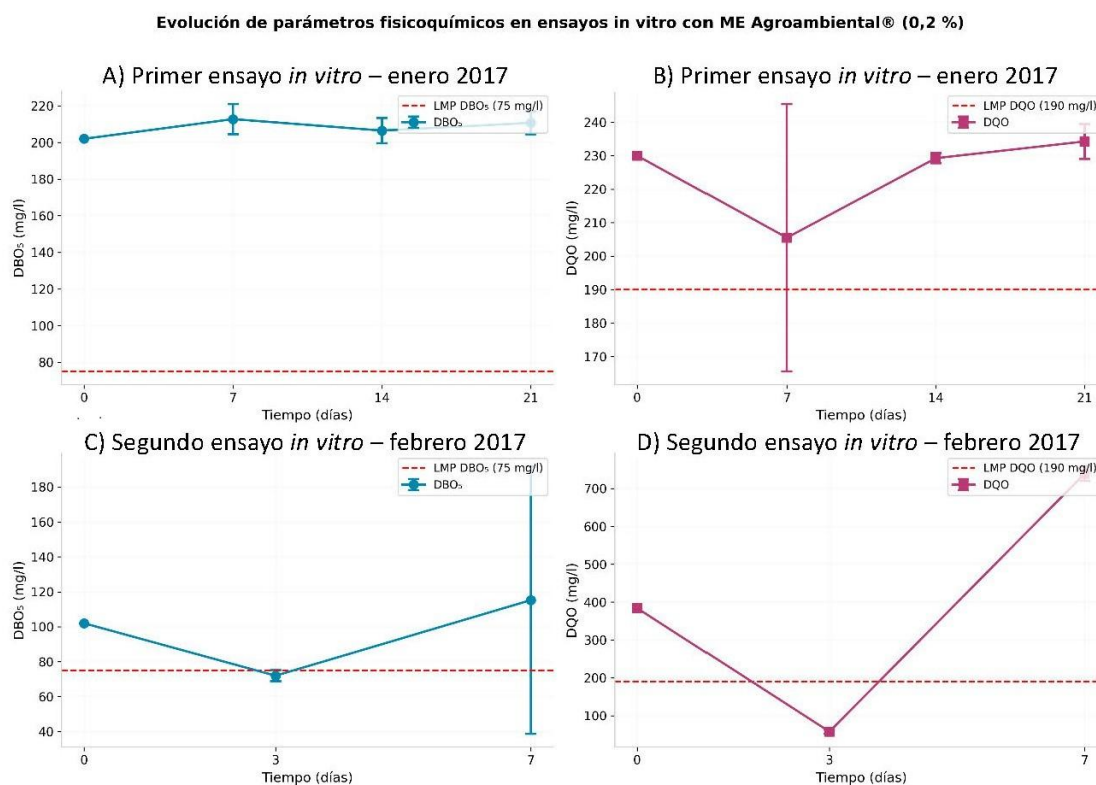 Evolución de parámetros fisicoquímicos en ensayos in vitro con ME Agroambiental® (0,2 %)
A) Primer ensayo in vitro – enero 2017
LMP DBO₅ (75 mg/l)
DBO₅
220
200
180
160
140
120
100
80
DBO₅ (mg/l)
0
7
14
21
Tiempo (días)
B) Primer ensayo in vitro – enero 2017
LMP DQO (190 mg/l)
DQO
240
230
220
210
200
190
180
170
DQO (mg/l)
0
7
14
21
Tiempo (días)
C) Segundo ensayo in vitro – febrero 2017
LMP DBO₅ (75 mg/l)
DBO₅
180
160
140
120
100
80
60
40
DBO₅ (mg/l)
0
3
7
Tiempo (días)
D) Segundo ensayo in vitro – febrero 2017
LMP DQO (190 mg/l)
DQO
700
600
500
400
300
200
100
DQO (mg/l)
0
3
7
Tiempo (días)